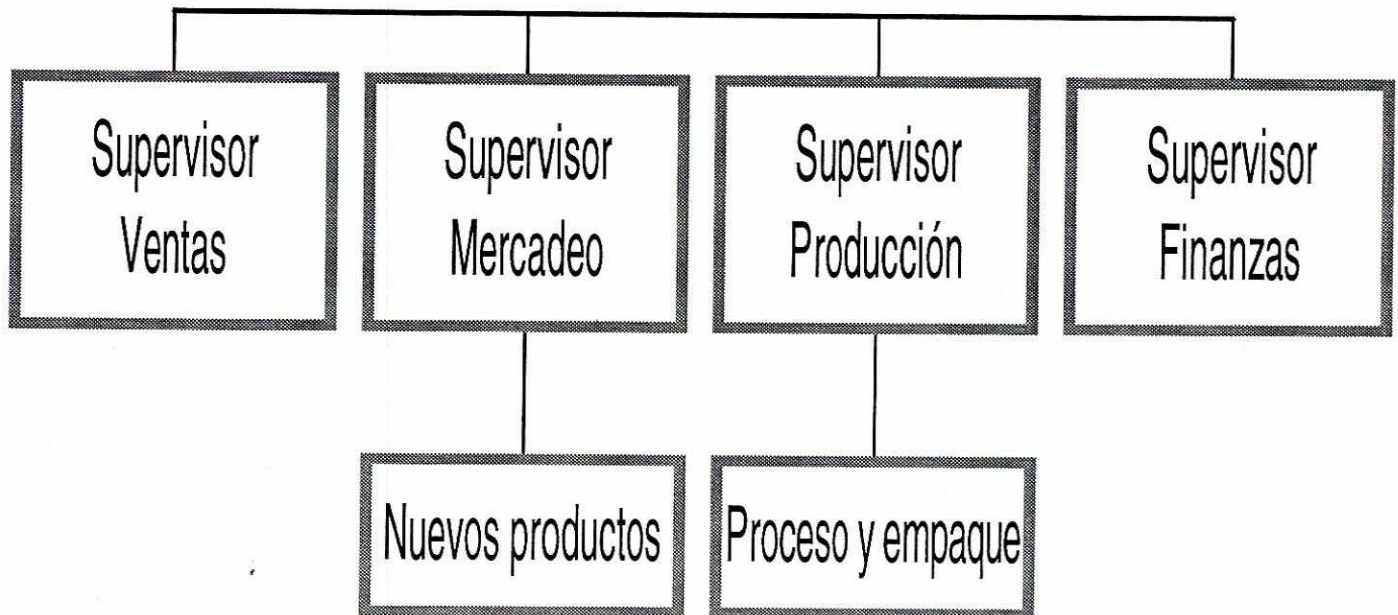 Supervisor
Ventas
Supervisor
Mercadeo
Supervisor
Producción
Supervisor
Finanzas
Nuevos productos
Proceso y empaque